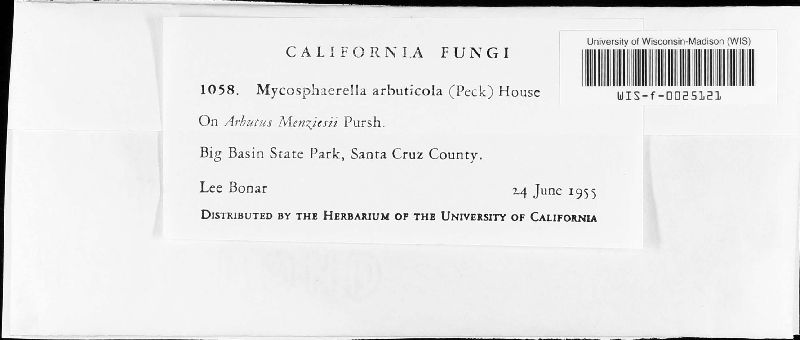 CALIFORNIA FUNGI
1058. Mycosphaerella arbuticola (Peck) House
On Arbutus Menziesii Pursh.
Big Basin State Park, Santa Cruz County.
Lee Bonar 24 June 1955
DISTRIBUTED BY THE HERBARIUM OF THE UNIVERSITY OF CALIFORNIA
University of Wisconsin-Madison (WIS)
WIS-f-0025121